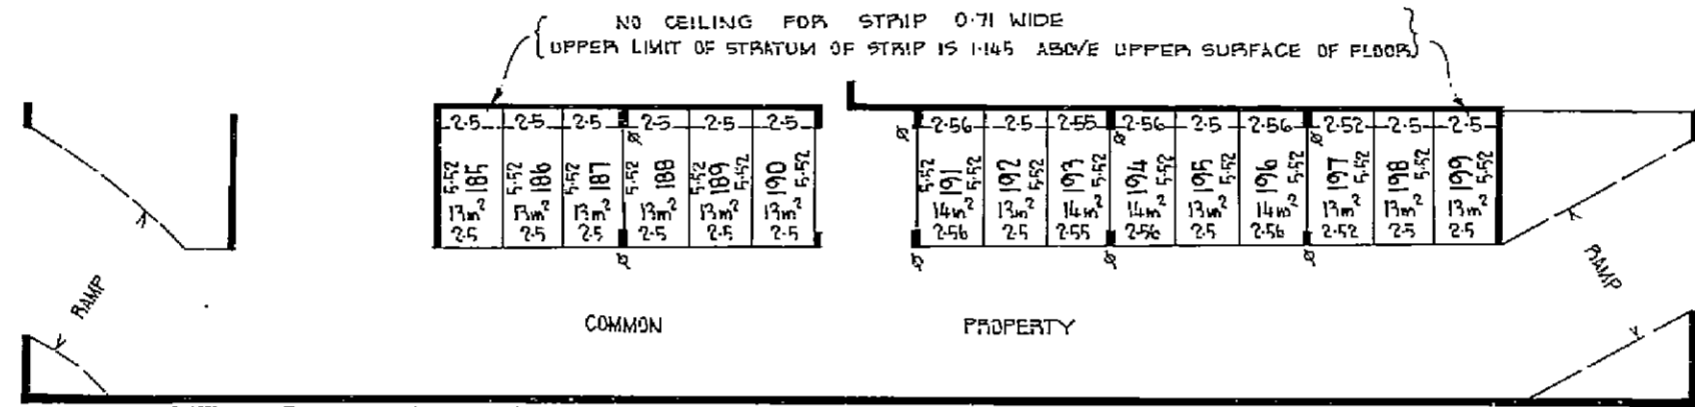 NO CEILING FOR STRIP 0.71 WIDE
UPPER LIMIT OF STRATUM OF STRIP IS 1.145 ABOVE UPPER SURFACE OF FLOOR
2.5 2.5 2.5 2.5 2.5 2.5 2.56 2.5 2.55 2.56 2.5 2.56 2.52 2.5 2.5
5.52 185 5.52 186 5.52 187 5.52 188 5.52 189 5.52 190 5.52 5.52 191 5.52 192 5.52 193 5.52 194 5.52 195 5.52 196 5.52 197 5.52 198 5.52 199 5.52
13m² 13m² 13m² 13m² 13m² 13m² 14m² 13m² 14m² 14m² 13m² 14m² 13m² 13m² 13m²
2.5 2.5 2.5 2.5 2.5 2.5 2.56 2.5 2.55 2.56 2.5 2.56 2.52 2.5 2.5
RAMP
RAMP
COMMON PROPERTY